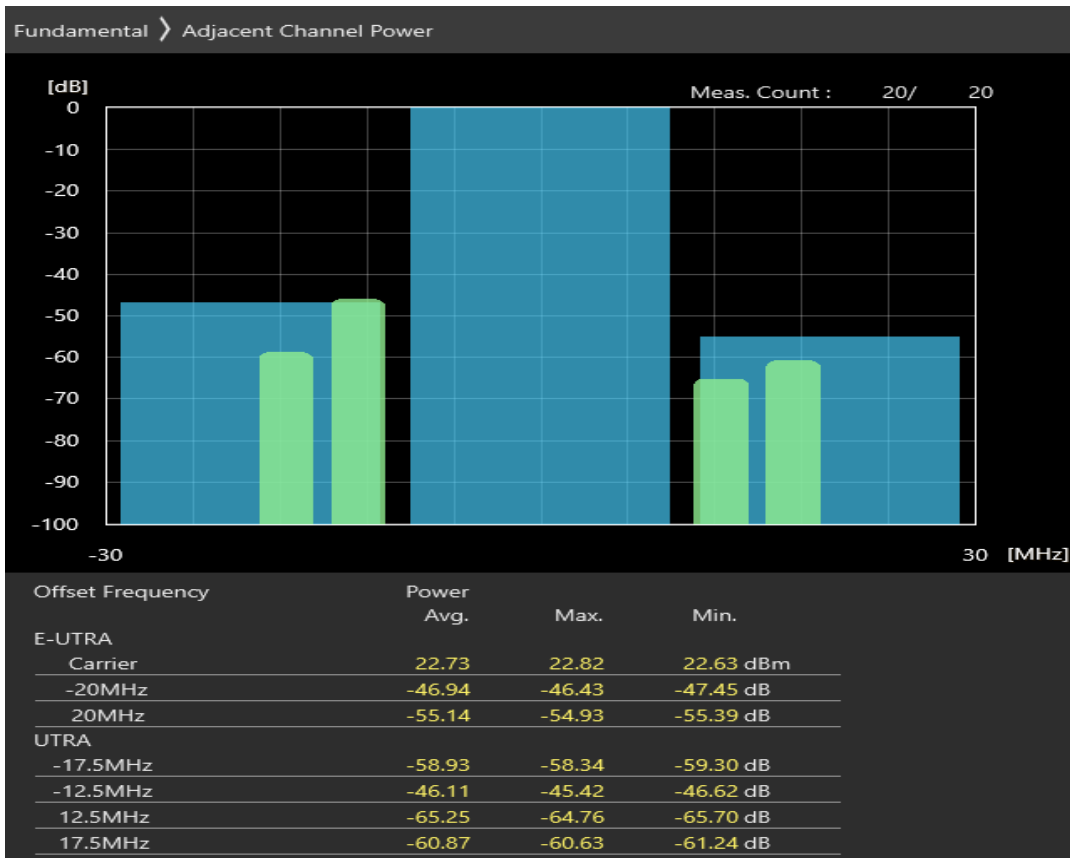 Fundamental 〉 Adjacent Channel Power
[dB]
Meas. Count : 20/ 20
0
-10
-20
-30
-40
-50
-60
-70
-80
-90
-100
-30 30 [MHz]
Offset Frequency Power
Avg. Max. Min.
E-UTRA
Carrier 22.73 22.82 22.63 dBm
-20MHz -46.94 -46.43 -47.45 dB
20MHz -55.14 -54.93 -55.39 dB
UTRA
-17.5MHz -58.93 -58.34 -59.30 dB
-12.5MHz -46.11 -45.42 -46.62 dB
12.5MHz -65.25 -64.76 -65.70 dB
17.5MHz -60.87 -60.63 -61.24 dB